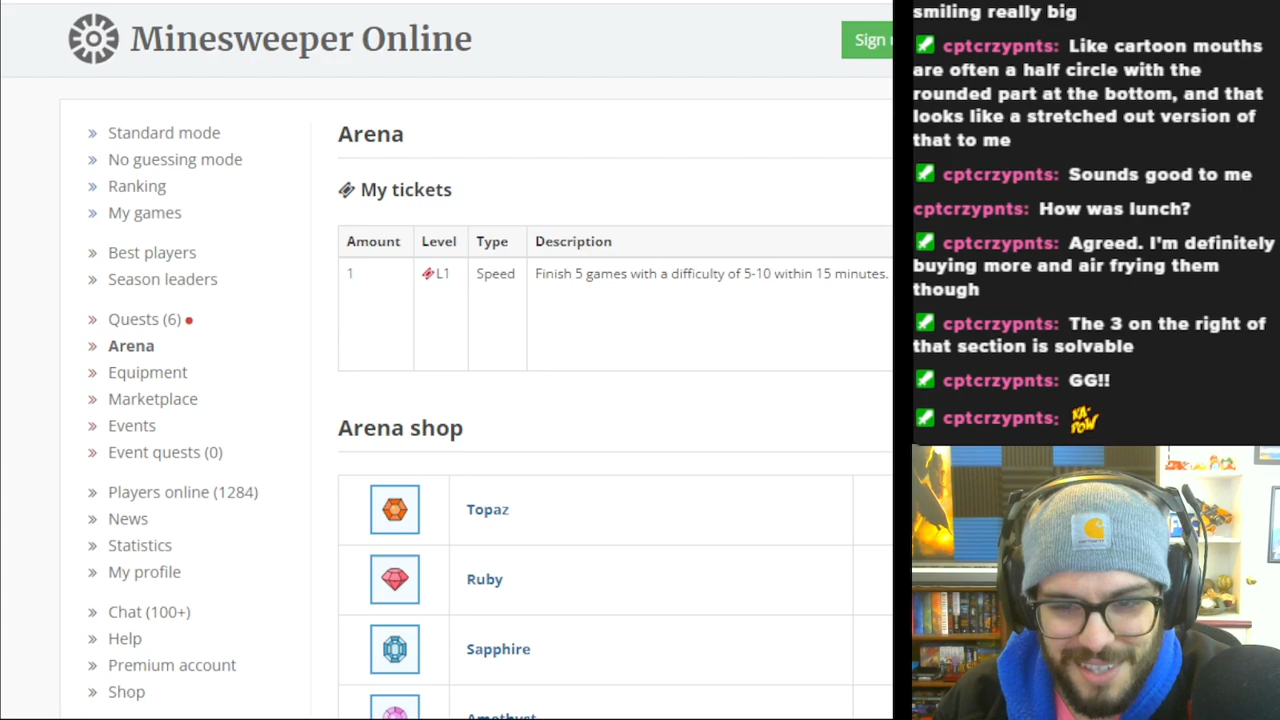 Minesweeper Online
Sign
Standard mode
No guessing mode
Ranking
My games
Best players
Season leaders
Quests (6)
Arena
Equipment
Marketplace
Events
Event quests (0)
Players online (1284)
News
Statistics
My profile
Chat (100+)
Help
Premium account
Shop
Arena
My tickets
Amount Level Type Description
1 L1 Speed Finish 5 games with a difficulty of 5-10 within 15 minutes.
Arena shop
Topaz
Ruby
Sapphire
Amethyst
smiling really big
cptcrzypnts: Like cartoon mouths
are often a half circle with the
rounded part at the bottom, and that
looks like a stretched out version of
that to me
cptcrzypnts: Sounds good to me
cptcrzypnts: How was lunch?
cptcrzypnts: Agreed. I'm definitely
buying more and air frying them
though
cptcrzypnts: The 3 on the right of
that section is solvable
cptcrzypnts: GG!!
cptcrzypnts: KA-
POW